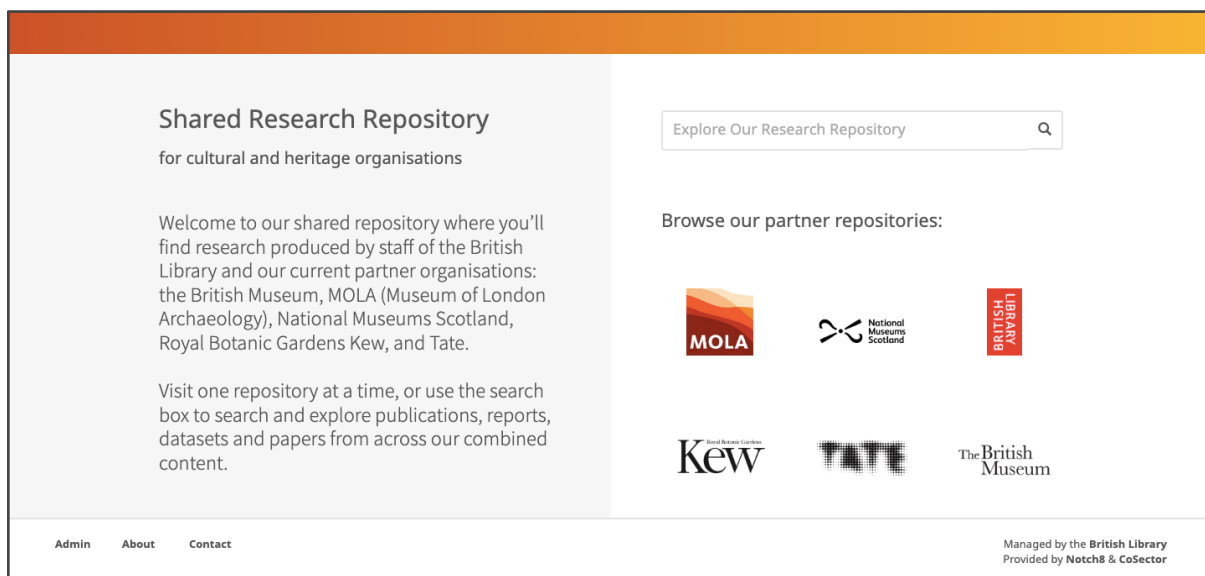 Shared Research Repository
for cultural and heritage organisations
Welcome to our shared repository where you’ll
find research produced by staff of the British
Library and our current partner organisations:
the British Museum, MOLA (Museum of London
Archaeology), National Museums Scotland,
Royal Botanic Gardens Kew, and Tate.
Visit one repository at a time, or use the search
box to search and explore publications, reports,
datasets and papers from across our combined
content.
Explore Our Research Repository
Browse our partner repositories:
MOLA
National
Museums
Scotland
LIBRARY
BRITISH
Royal Botanic Gardens
Kew
TATE
The British
Museum
Admin About Contact
Managed by the British Library
Provided by Notch8 & CoSector